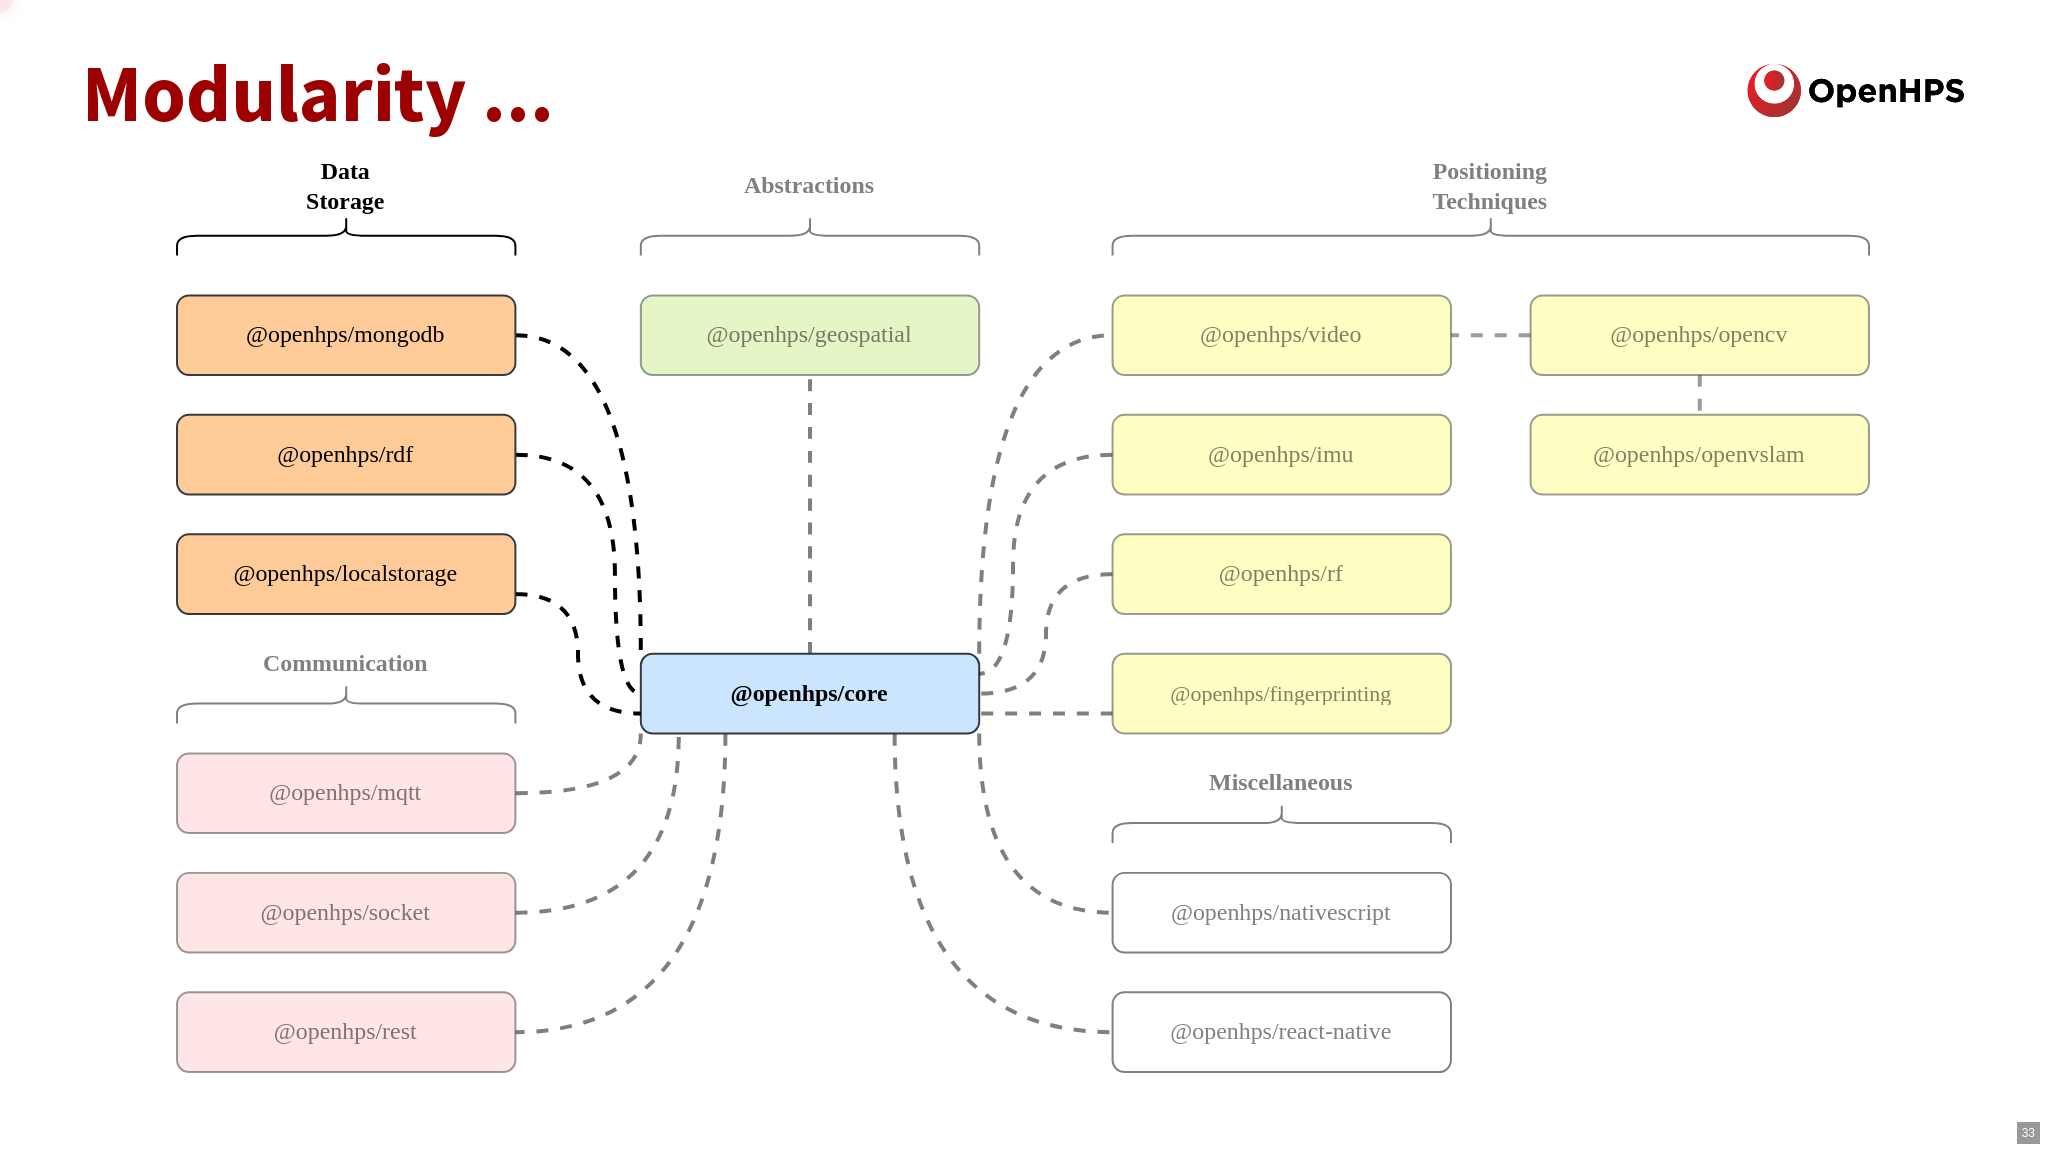 Modularity ...
OpenHPS
Data
Storage
@openhps/mongodb
@openhps/rdf
@openhps/localstorage
Communication
@openhps/mqtt
@openhps/socket
@openhps/rest
Abstractions
@openhps/geospatial
@openhps/core
Positioning
Techniques
@openhps/video
@openhps/opencv
@openhps/imu
@openhps/openvslam
@openhps/rf
@openhps/fingerprinting
Miscellaneous
@openhps/nativescript
@openhps/react-native
33